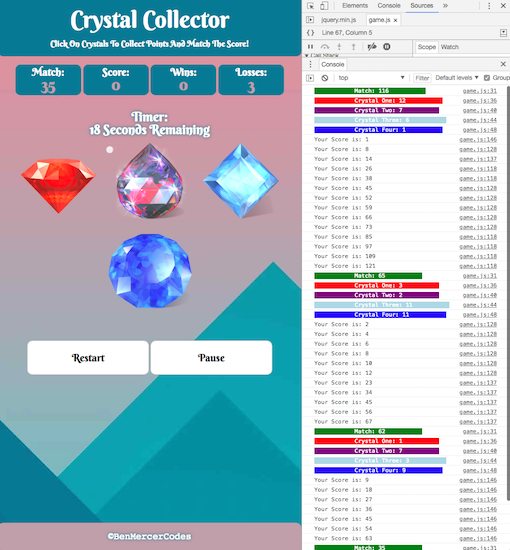 Crystal Collector
Click On Crystals To Collect Points And Match The Score!
Match:
35
Score:
0
Wins:
0
Losses:
3
Timer:
18 Seconds Remaining
Restart
Pause
©BenMercerCodes
Elements Console Sources »
jquery.min.js game.js ×
{} Line 67, Column 5
Scope Watch
▾ Call Stack
Console
top Filter Default levels ▼ Group
Match: 116 game.js:31
Crystal One: 12 game.js:36
Crystal Two: 7 game.js:40
Crystal Three: 6 game.js:44
Crystal Four: 1 game.js:48
Your Score is: 1 game.js:146
Your Score is: 8 game.js:128
Your Score is: 14 game.js:137
Your Score is: 26 game.js:118
Your Score is: 38 game.js:118
Your Score is: 45 game.js:128
Your Score is: 52 game.js:128
Your Score is: 59 game.js:128
Your Score is: 66 game.js:128
Your Score is: 73 game.js:128
Your Score is: 85 game.js:118
Your Score is: 97 game.js:118
Your Score is: 109 game.js:118
Your Score is: 121 game.js:118
Match: 65 game.js:31
Crystal One: 3 game.js:36
Crystal Two: 2 game.js:40
Crystal Three: 11 game.js:44
Crystal Four: 11 game.js:48
Your Score is: 2 game.js:128
Your Score is: 4 game.js:128
Your Score is: 6 game.js:128
Your Score is: 8 game.js:128
Your Score is: 10 game.js:128
Your Score is: 12 game.js:128
Your Score is: 23 game.js:137
Your Score is: 34 game.js:137
Your Score is: 45 game.js:137
Your Score is: 56 game.js:137
Your Score is: 67 game.js:137
Match: 62 game.js:31
Crystal One: 1 game.js:36
Crystal Two: 7 game.js:40
Crystal Three: 3 game.js:44
Crystal Four: 9 game.js:48
Your Score is: 9 game.js:146
Your Score is: 18 game.js:146
Your Score is: 27 game.js:146
Your Score is: 36 game.js:146
Your Score is: 45 game.js:146
Your Score is: 54 game.js:146
Your Score is: 63 game.js:146
Match: 35 game.js:31